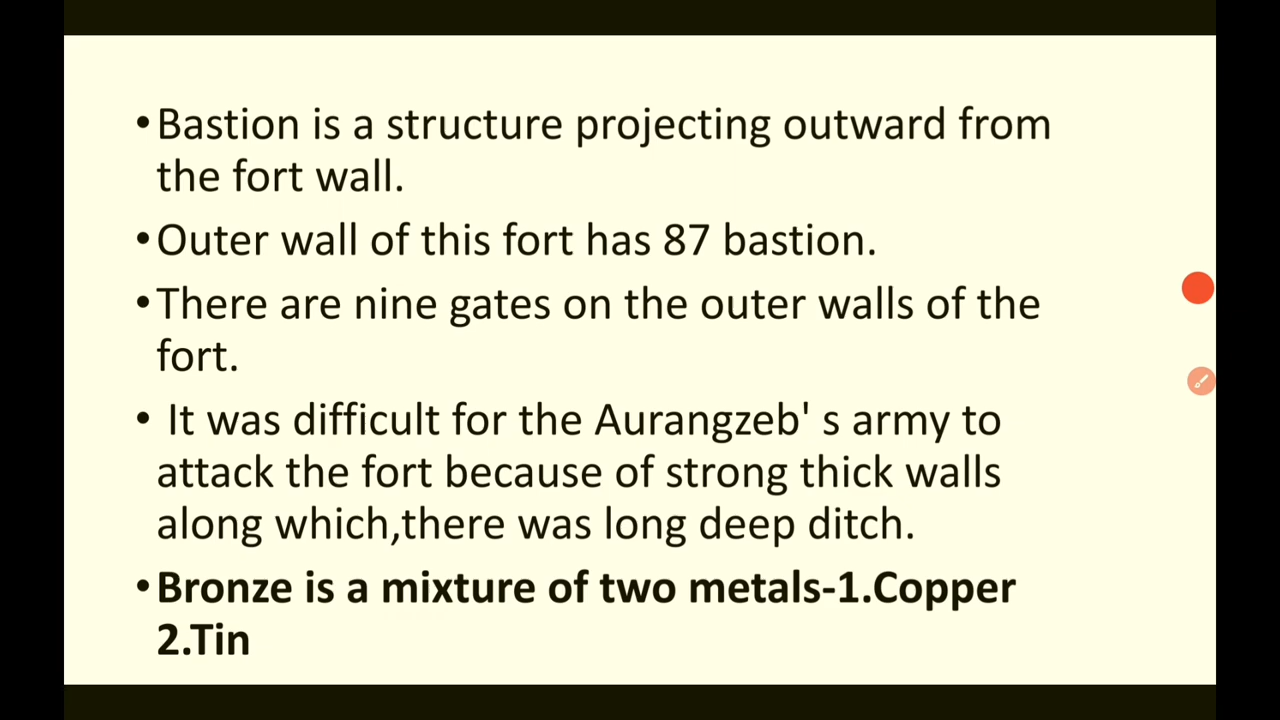 •Bastion is a structure projecting outward from
the fort wall.
•Outer wall of this fort has 87 bastion.
•There are nine gates on the outer walls of the
fort.
• It was difficult for the Aurangzeb' s army to
attack the fort because of strong thick walls
along which,there was long deep ditch.
•Bronze is a mixture of two metals-1.Copper
2.Tin